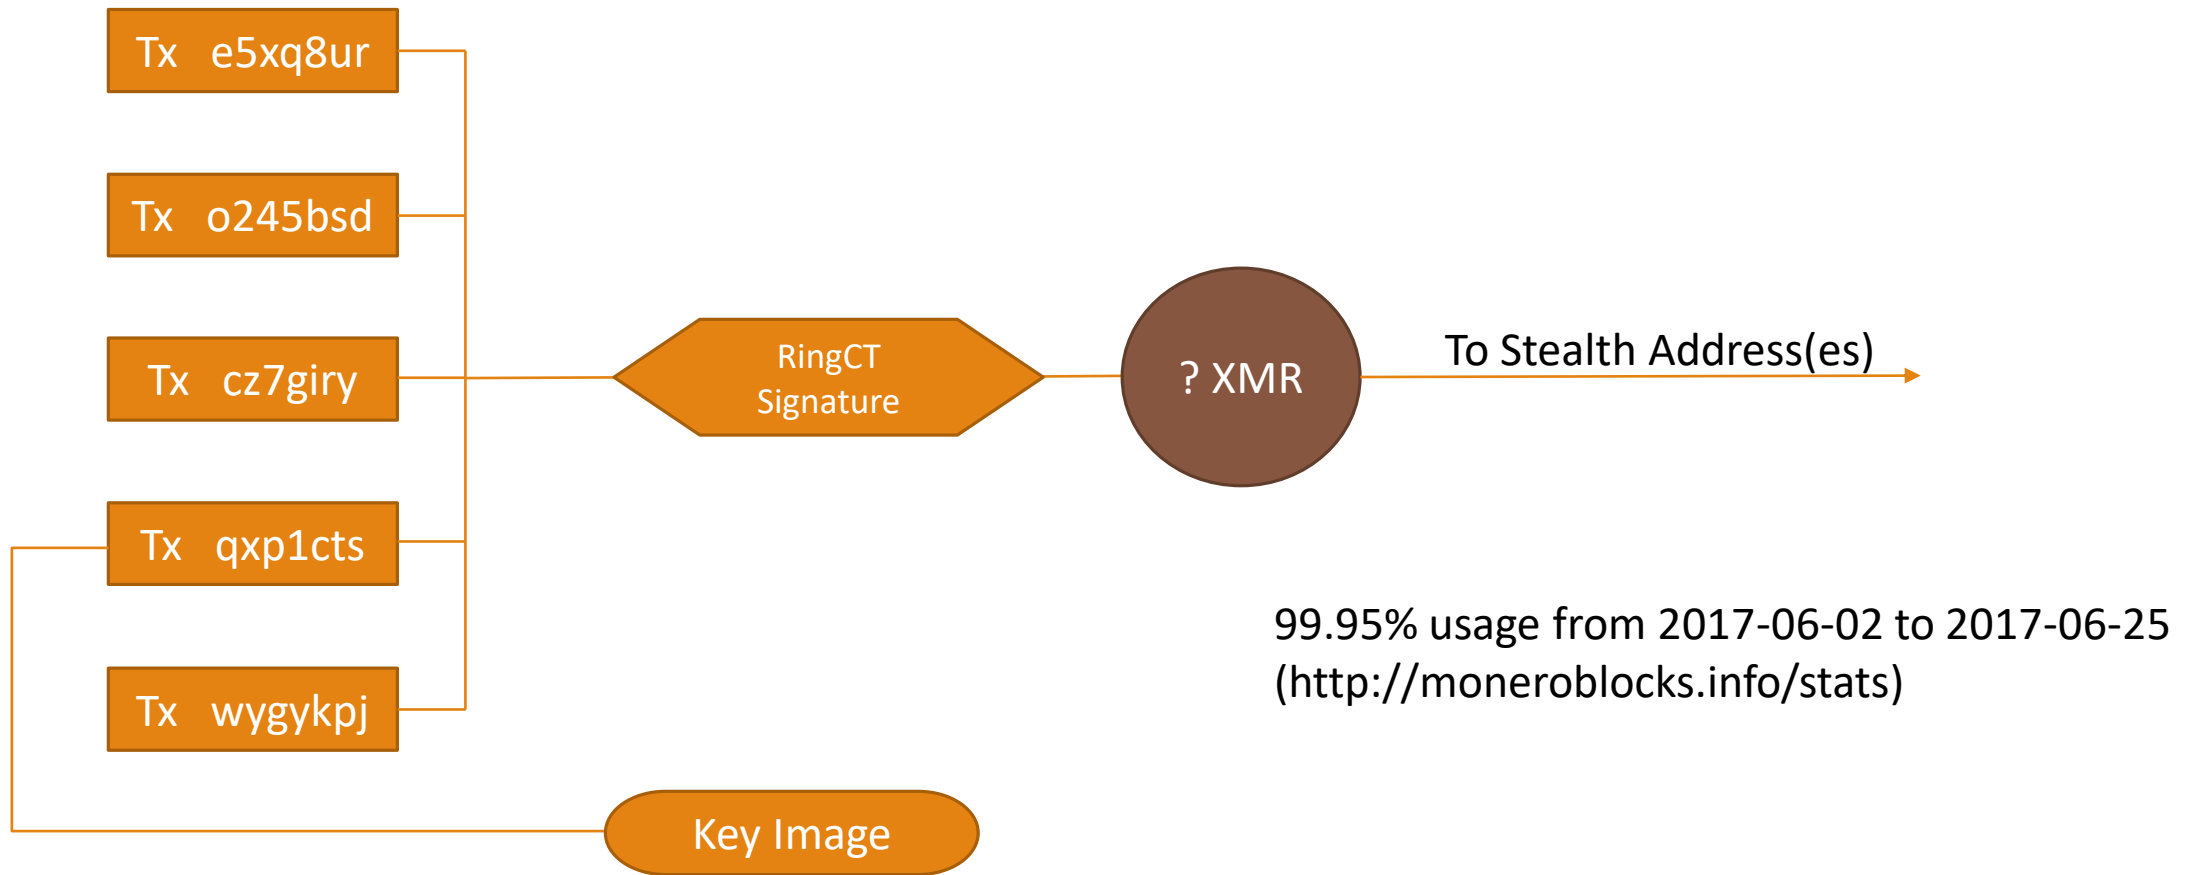 Tx e5xq8ur
Tx o245bsd
Tx cz7giry
Tx qxp1cts
Tx wygykpj
RingCT
Signature
? XMR
To Stealth Address(es)
99.95% usage from 2017-06-02 to 2017-06-25
(http://moneroblocks.info/stats)
Key Image